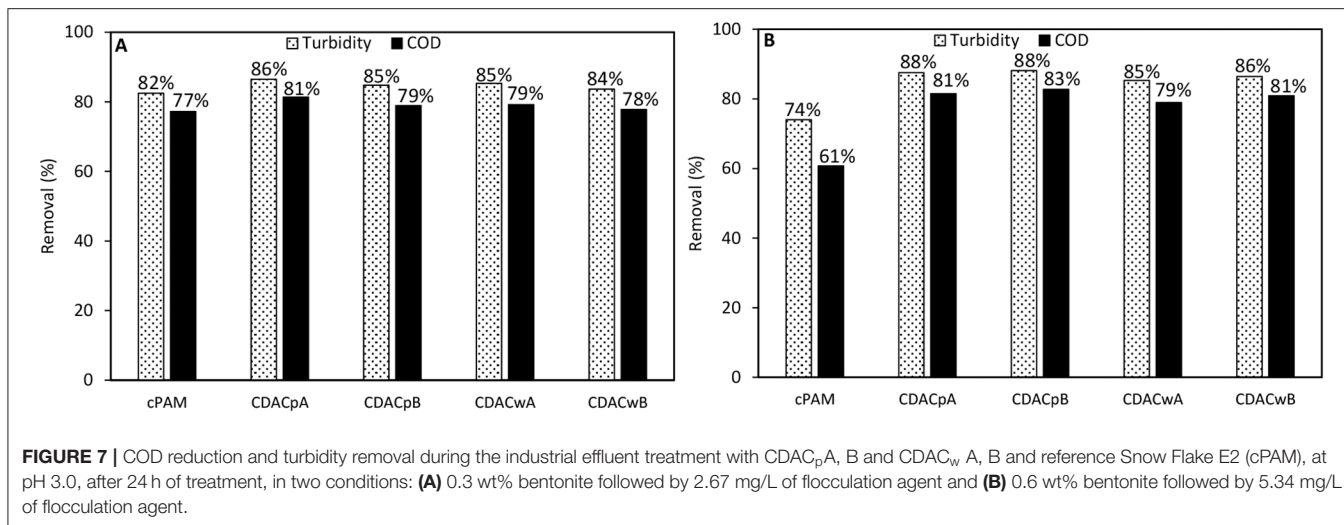 A
Turbidity COD
Removal (%)
100
80
60
40
20
0
82% 77% 86% 81% 85% 79% 85% 79% 84% 78%
cPAM CDACpA CDACpB CDACwA CDACwB
B
Turbidity COD
Removal (%)
100
80
60
40
20
0
74% 61% 88% 81% 88% 83% 85% 79% 86% 81%
cPAM CDACpA CDACpB CDACwA CDACwB
FIGURE 7 | COD reduction and turbidity removal during the industrial effluent treatment with CDACpA, B and CDACw A, B and reference Snow Flake E2 (cPAM), at
pH 3.0, after 24 h of treatment, in two conditions: (A) 0.3 wt% bentonite followed by 2.67 mg/L of flocculation agent and (B) 0.6 wt% bentonite followed by 5.34 mg/L
of flocculation agent.